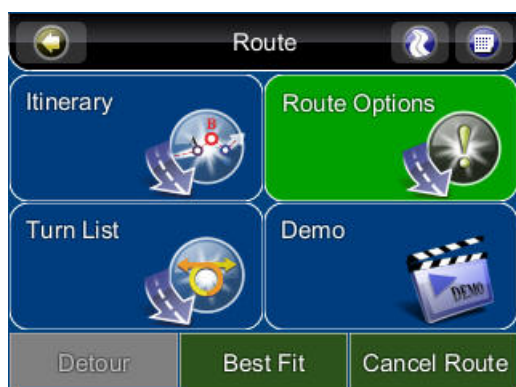 Route
Itinerary
Route Options
B
Turn List
Demo
DEMO
Detour
Best Fit
Cancel Route